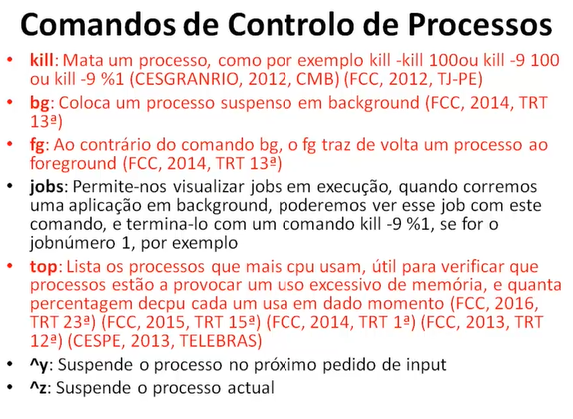 Comandos de Controlo de Processos
• kill: Mata um processo, como por exemplo kill -kill 100ou kill -9 100
ou kill -9 %1 (CESGRANRIO, 2012, CMB) (FCC, 2012, TJ-PE)
• bg: Coloca um processo suspenso em background (FCC, 2014, TRT
13ª)
• fg: Ao contrário do comando bg, o fg traz de volta um processo ao
foreground (FCC, 2014, TRT 13ª)
• jobs: Permite-nos visualizar jobs em execução, quando corremos
uma aplicação em background, poderemos ver esse job com este
comando, e termina-lo com um comando kill -9 %1, se for o
jobnúmero 1, por exemplo
• top: Lista os processos que mais cpu usam, útil para verificar que
processos estão a provocar um uso excessivo de memória, e quanta
percentagem decpu cada um usa em dado momento (FCC, 2016,
TRT 23ª) (FCC, 2015, TRT 15ª) (FCC, 2014, TRT 1ª) (FCC, 2013, TRT
12ª) (CESPE, 2013, TELEBRAS)
• ^y: Suspende o processo no próximo pedido de input
• ^z: Suspende o processo actual